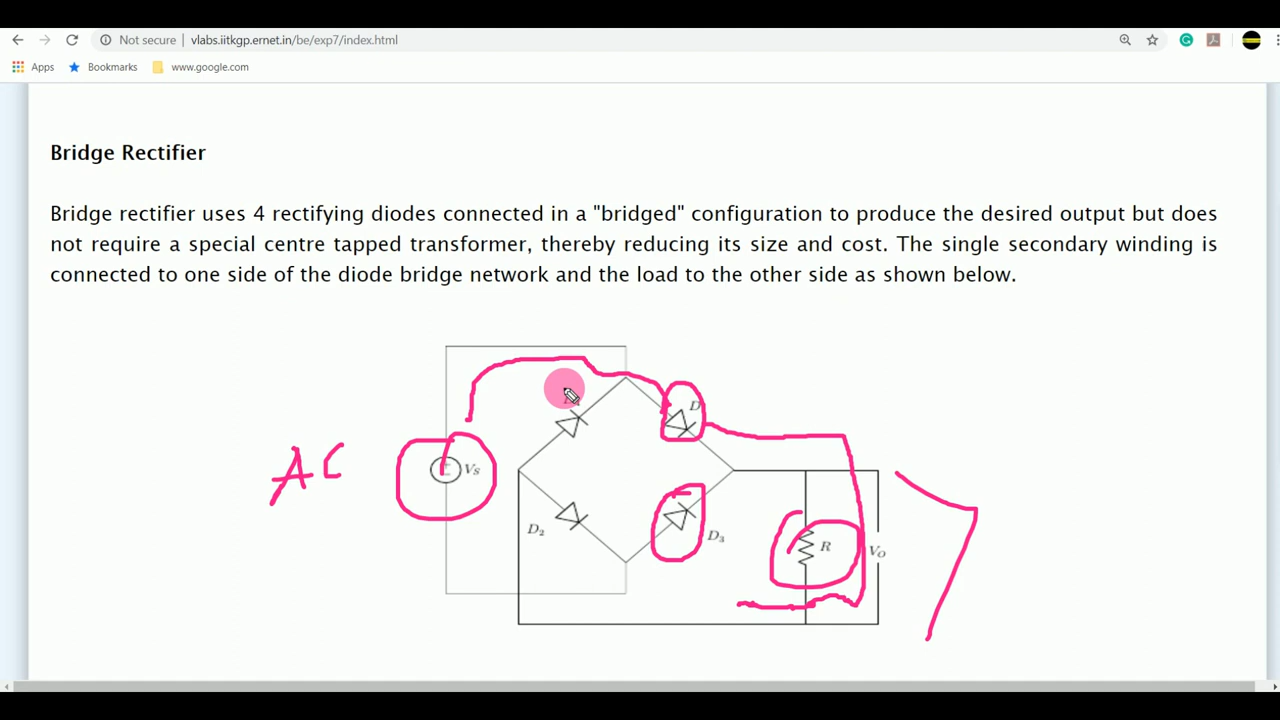 Not secure | vlabs.iitkgp.ernet.in/be/exp7/index.html
Apps Bookmarks www.google.com
Bridge Rectifier
Bridge rectifier uses 4 rectifying diodes connected in a "bridged" configuration to produce the desired output but does
not require a special centre tapped transformer, thereby reducing its size and cost. The single secondary winding is
connected to one side of the diode bridge network and the load to the other side as shown below.
D
AC
Vs
D₂
D₃
R
Vo